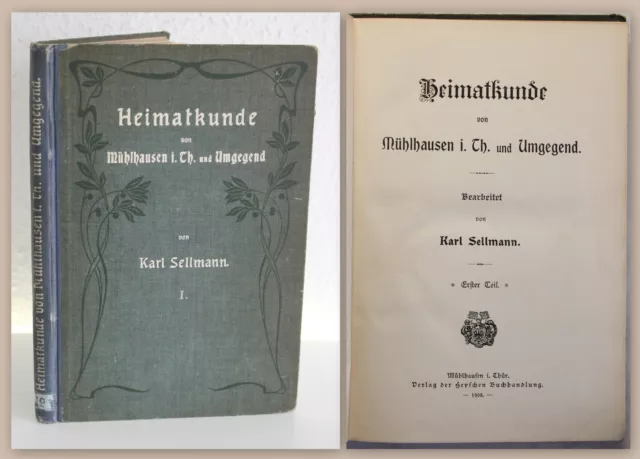 Heimatkunde von Mühlhausen i. Th. und Umgegend.
Heimatkunde
von
Mühlhausen i. Th. und Umgegend
von
Karl Sellmann.
I.
Heimatkunde
von
Mühlhausen i. Th. und Umgegend.
Bearbeitet
von
Karl Sellmann.
* Erster Teil. *
Mühlhausen i. Thür.
Verlag der Heyschen Buchhandlung.